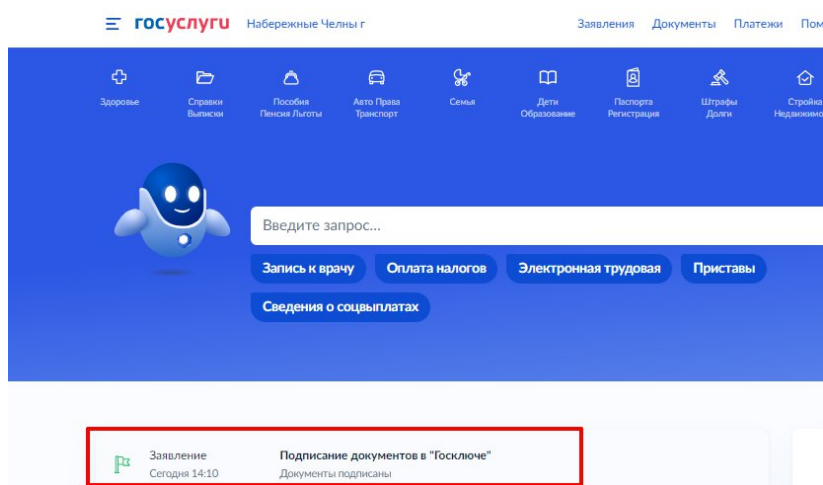 госуслуги Набережные Челны г Заявления Документы Платежи
Здоровье Справки Пособия Авто Права Семья Дети Паспорта Штрафы Стройка
Выписки Пенсия Льготы Транспорт Образование Регистрация Долги
Введите запрос...
Запись к врачу Оплата налогов Электронная трудовая Приставы
Сведения о соцвыплатах
Заявление Подписание документов в "Госключе"
Сегодня 14:10 Документы подписаны